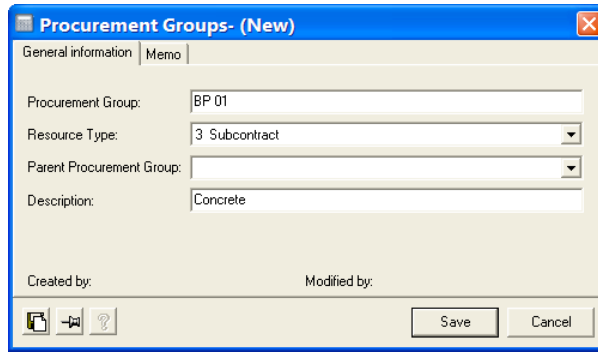 Procurement Groups- (New)
General information Memo
Procurement Group: BP 01
Resource Type: 3 Subcontract
Parent Procurement Group:
Description: Concrete
Created by: Modified by:
? Save Cancel